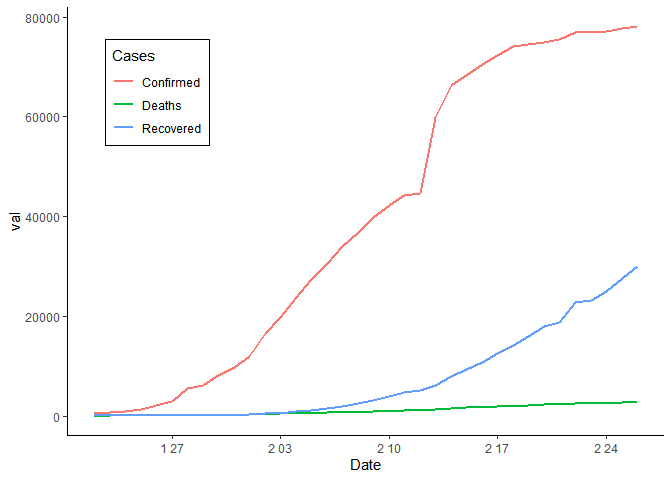 80000
60000
40000
20000
0
val
Cases
Confirmed
Deaths
Recovered
1 27
2 03
2 10
2 17
2 24
Date